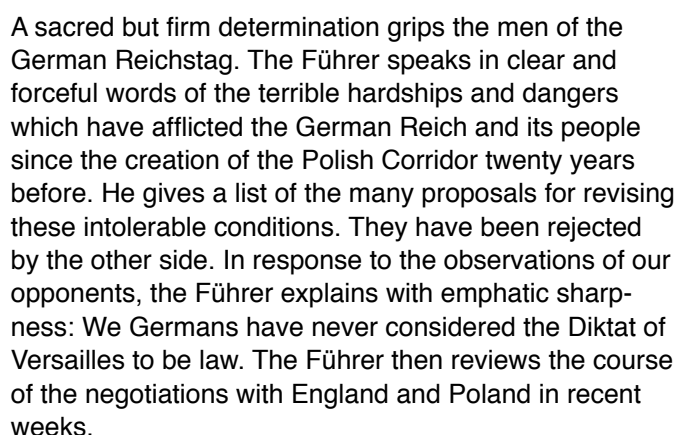 A sacred but firm determination grips the men of the
German Reichstag. The Führer speaks in clear and
forceful words of the terrible hardships and dangers
which have afflicted the German Reich and its people
since the creation of the Polish Corridor twenty years
before. He gives a list of the many proposals for revising
these intolerable conditions. They have been rejected
by the other side. In response to the observations of our
opponents, the Führer explains with emphatic sharp-
ness: We Germans have never considered the Diktat of
Versailles to be law. The Führer then reviews the course
of the negotiations with England and Poland in recent
weeks.